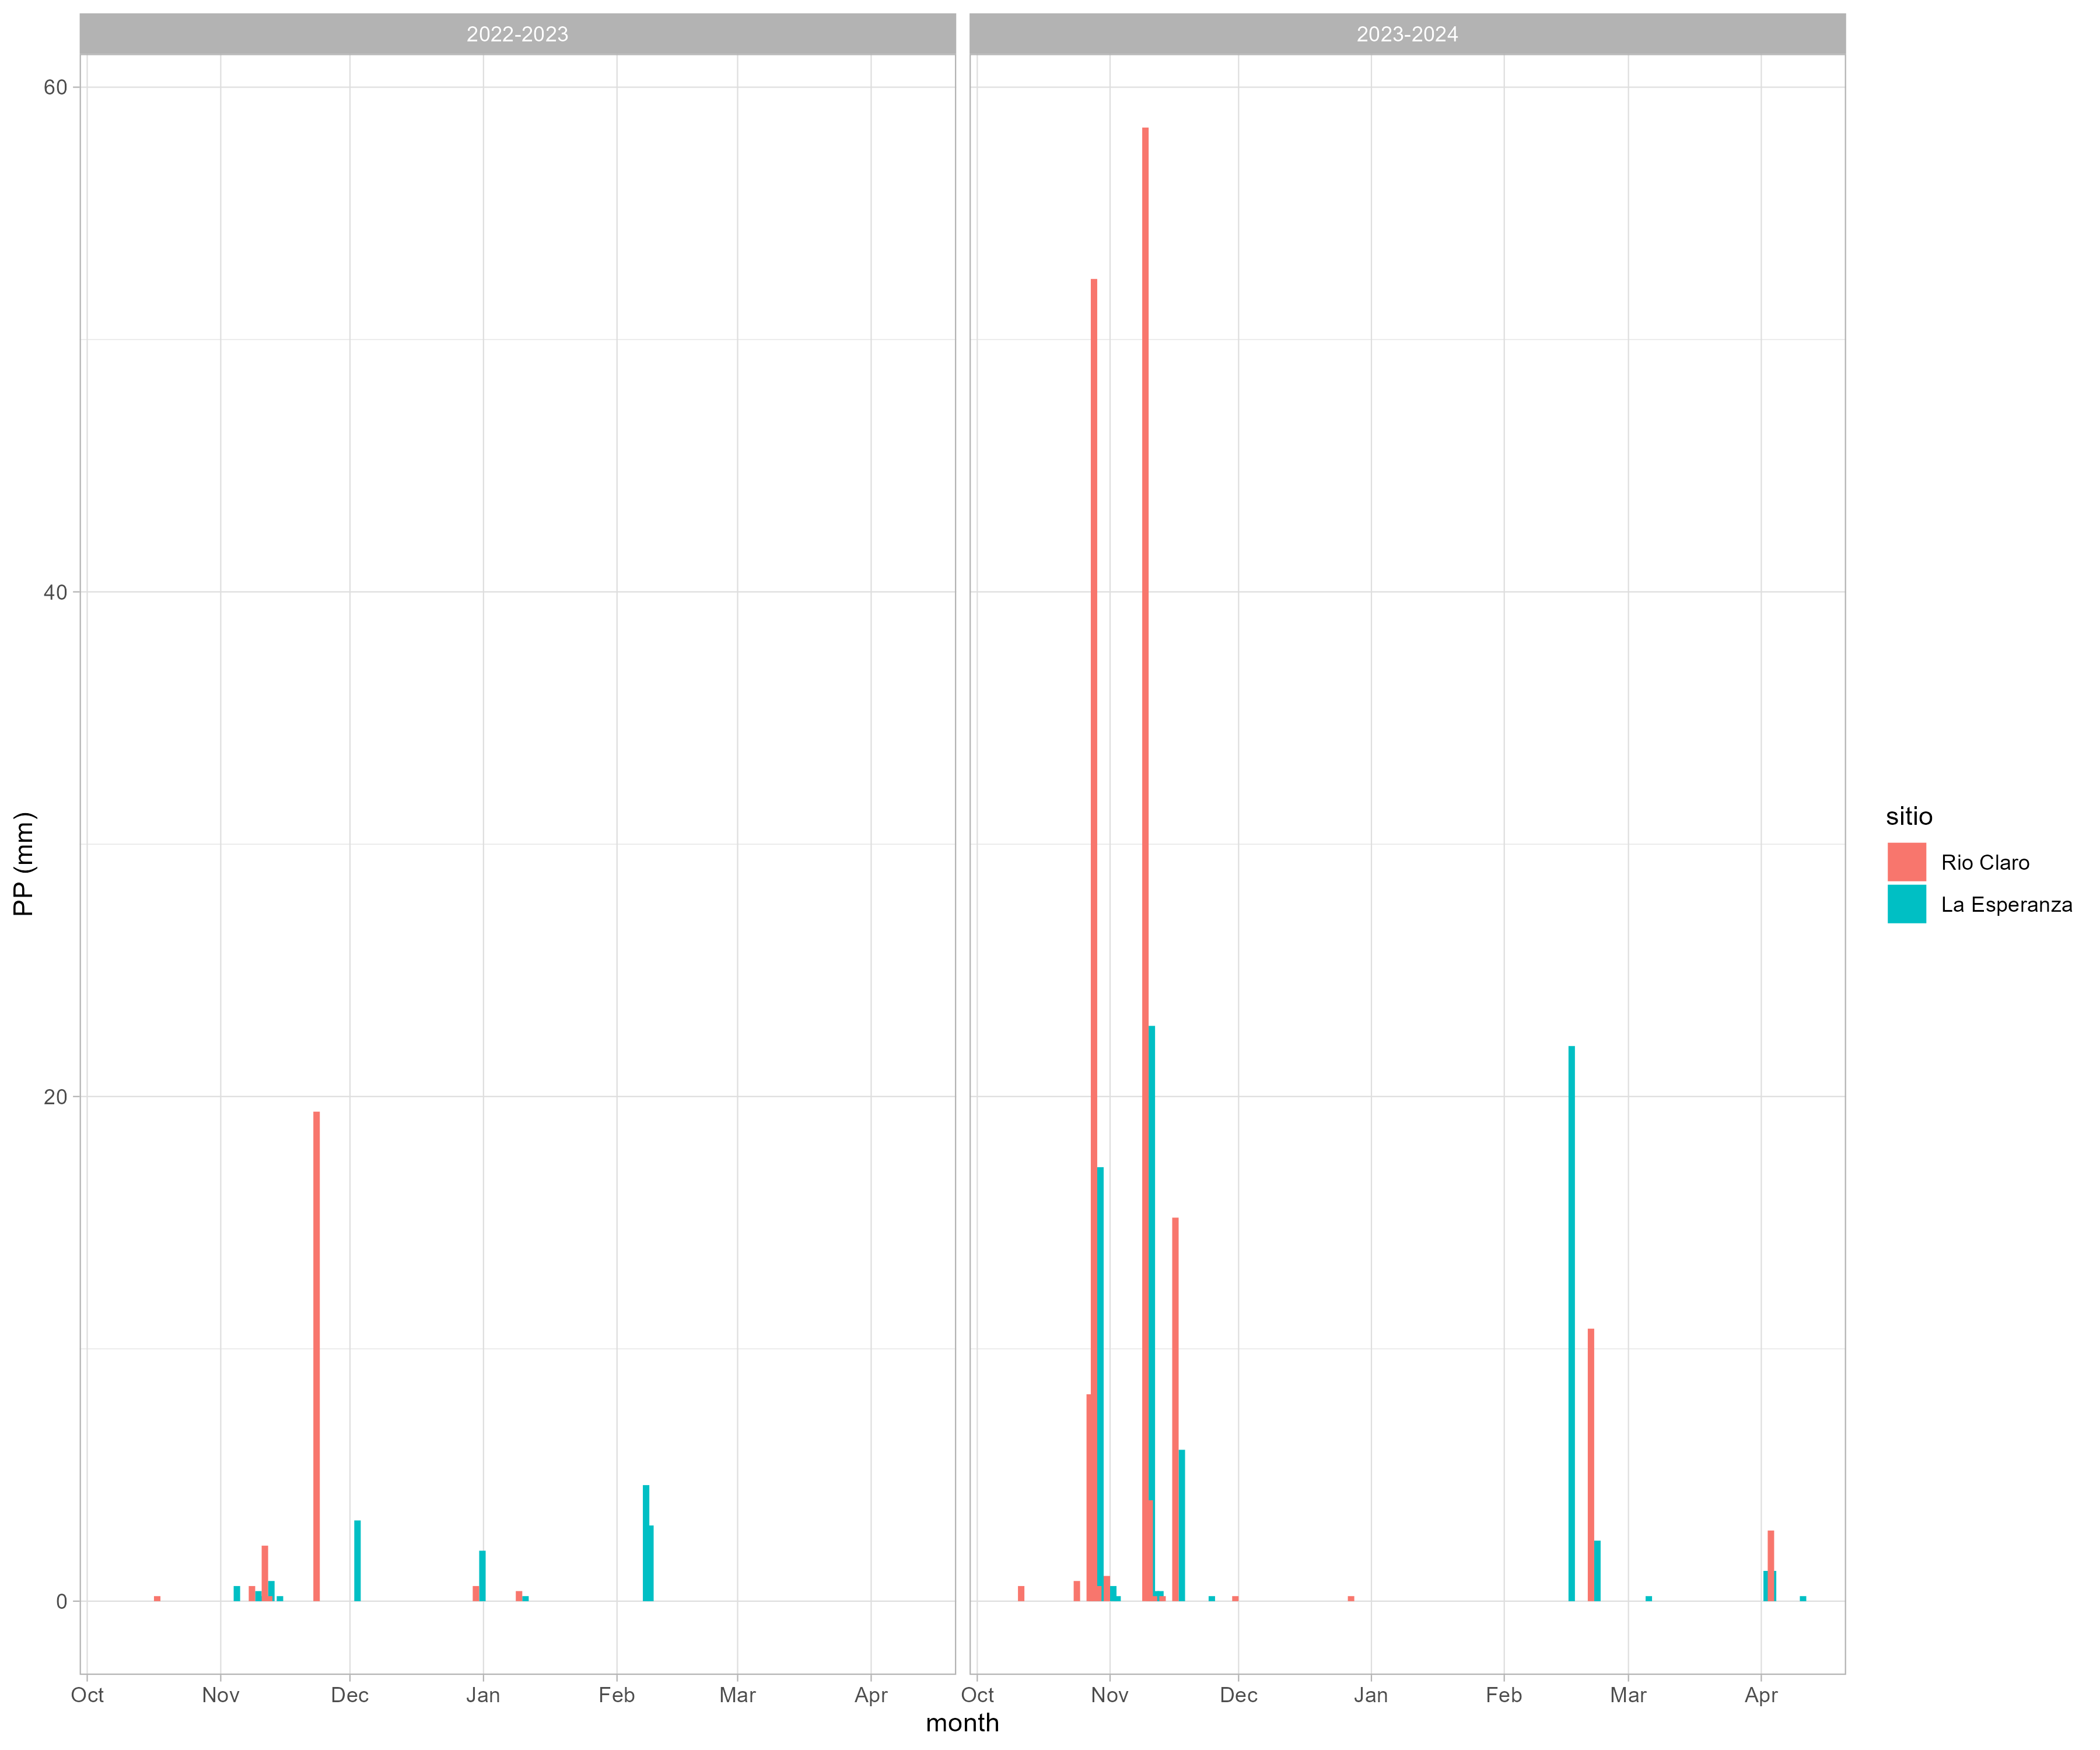 2022-2023
2023-2024
60
40
20
0
PP (mm)
Oct Nov Dec Jan Feb Mar Apr
Oct Nov Dec Jan Feb Mar Apr
month
sitio
Rio Claro
La Esperanza